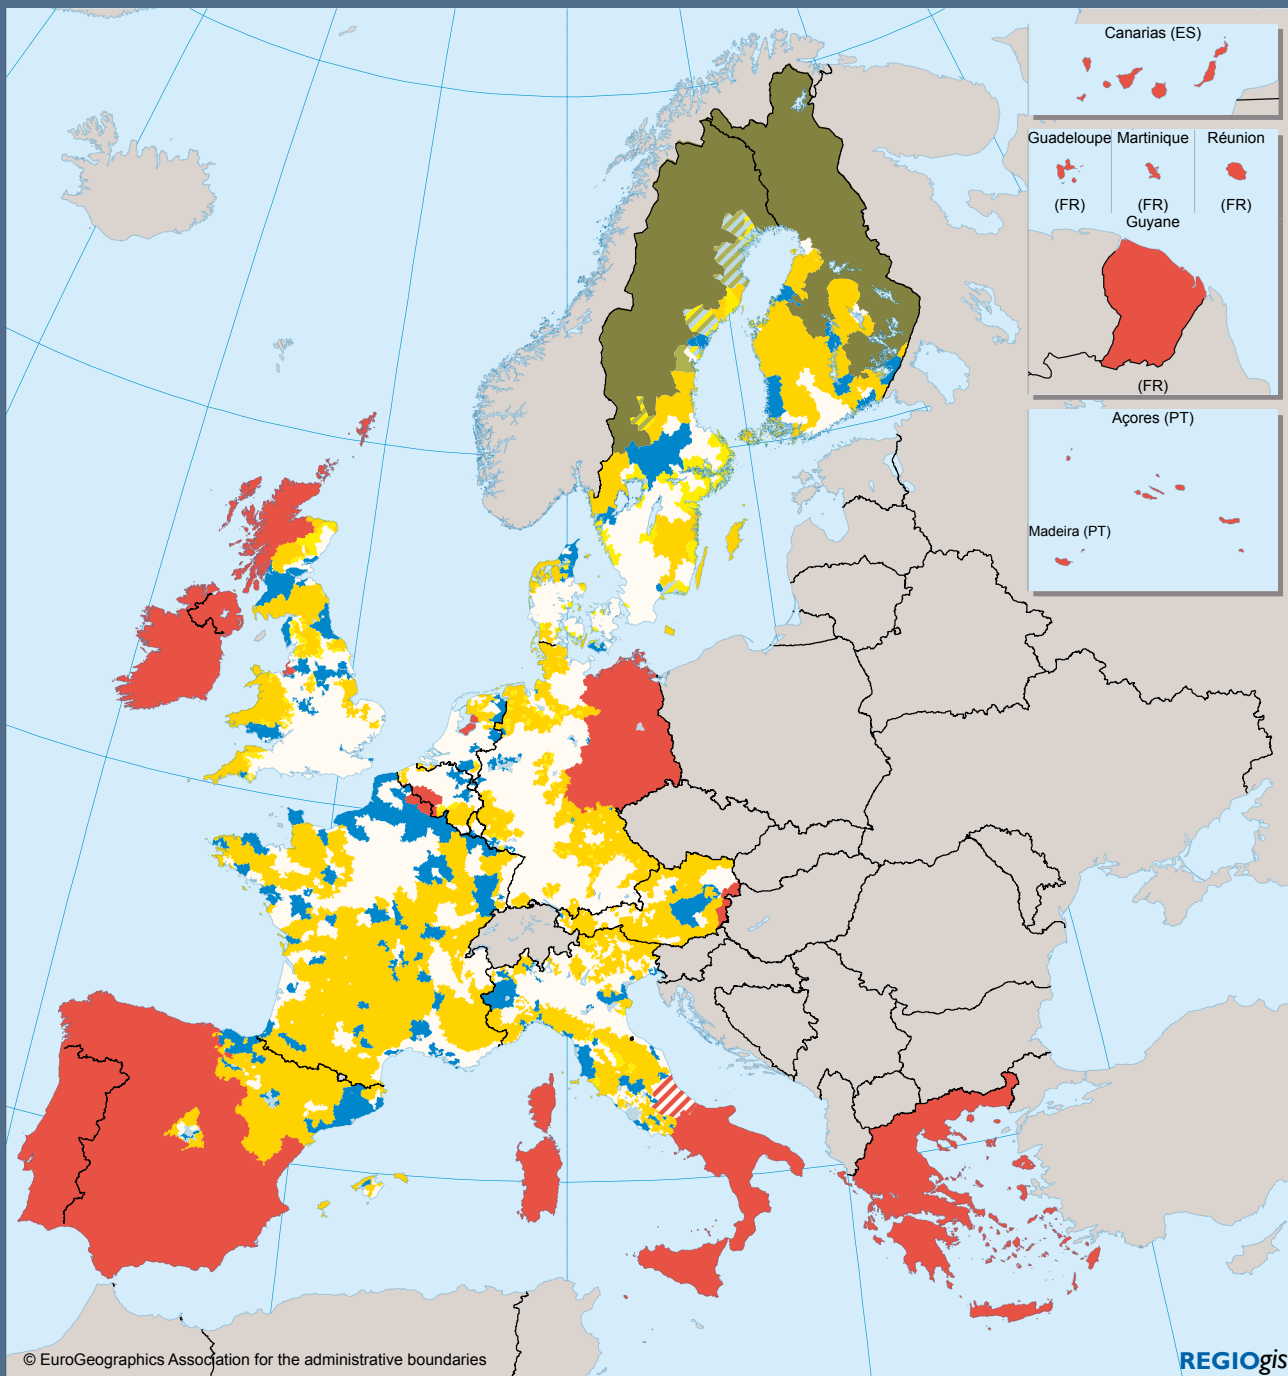 Canarias (ES)
Guadeloupe
Martinique
Réunion
(FR)
(FR)
(FR)
Guyane
(FR)
Açores (PT)
Madeira (PT)
© EuroGeographics Association for the administrative boundaries
REGIOgis